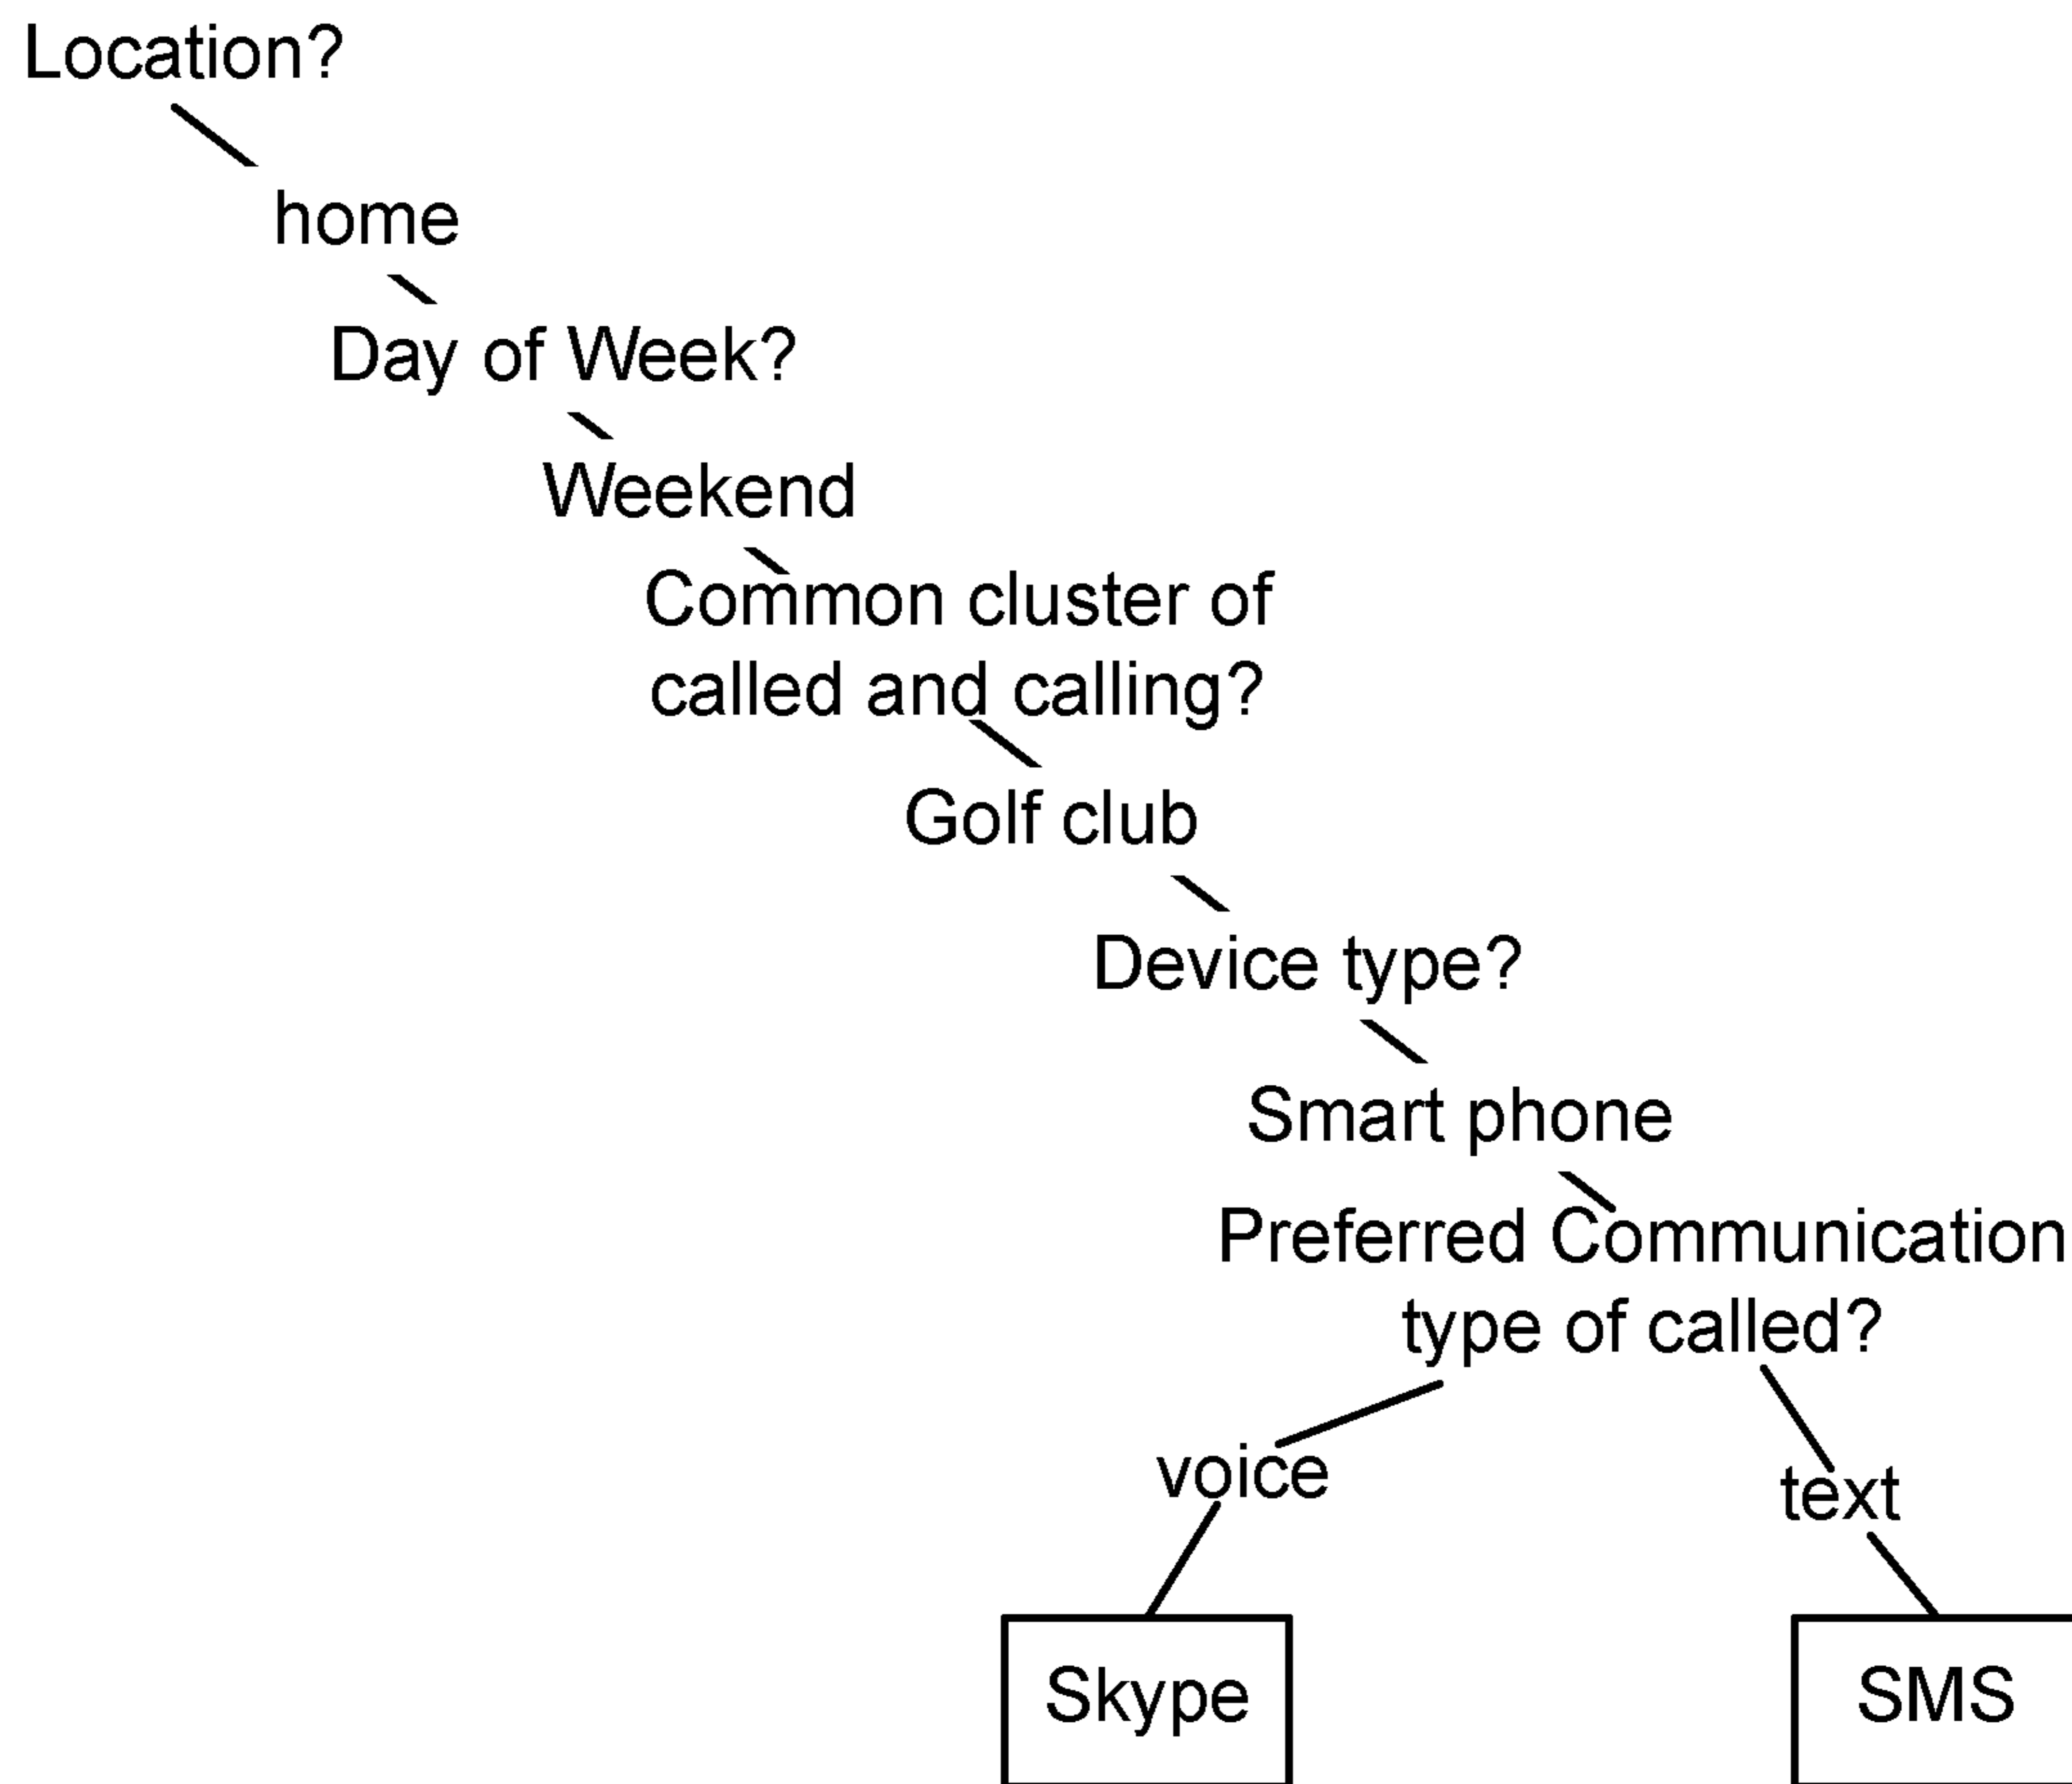 Location?
home
Day of Week?
Weekend
Common cluster of
called and calling?
Golf club
Device type?
Smart phone
Preferred Communication
type of called?
voice
text
Skype
SMS